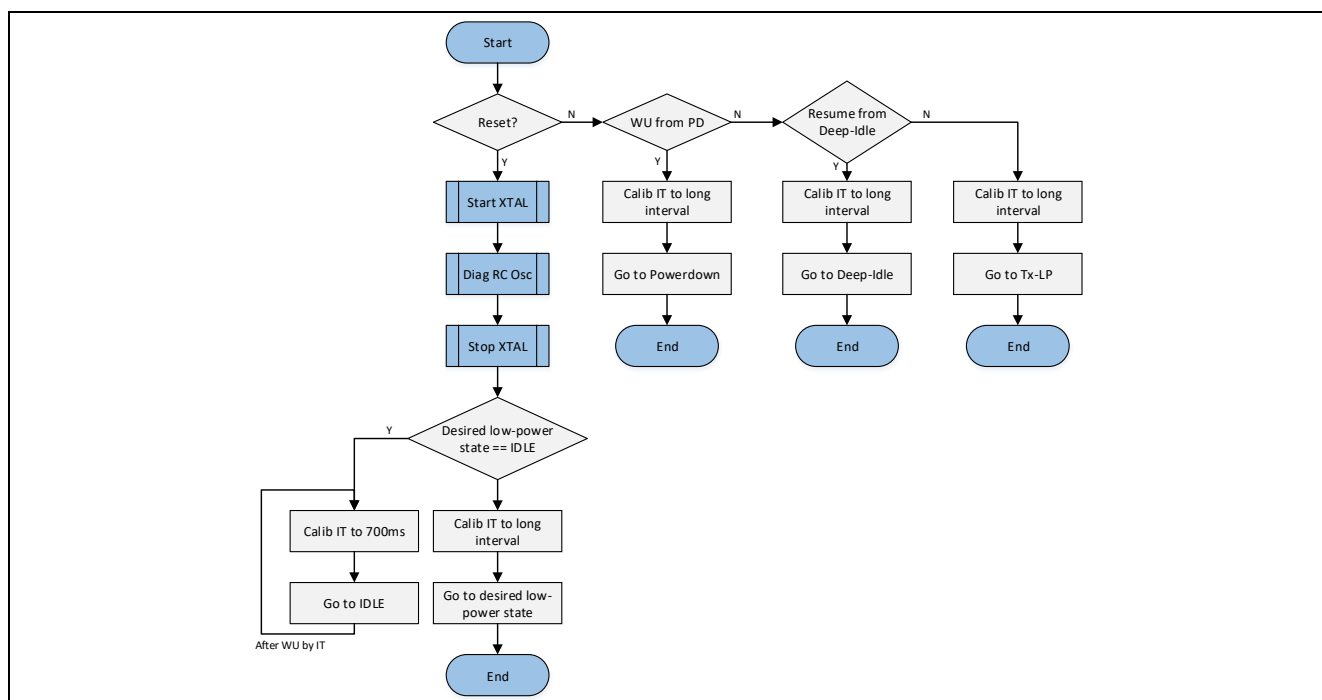 Start
Reset?
N
WU from PD
N
Resume from
Deep-Idle
N
Y
Y
Y
Start XTAL
Calib IT to long
interval
Calib IT to long
interval
Calib IT to long
interval
Diag RC Osc
Go to Powerdown
Go to Deep-Idle
Go to Tx-LP
Stop XTAL
End
End
End
Desired low-power
state == IDLE
Y
Calib IT to 700ms
Calib IT to long
interval
Go to IDLE
Go to desired low-
power state
After WU by IT
End